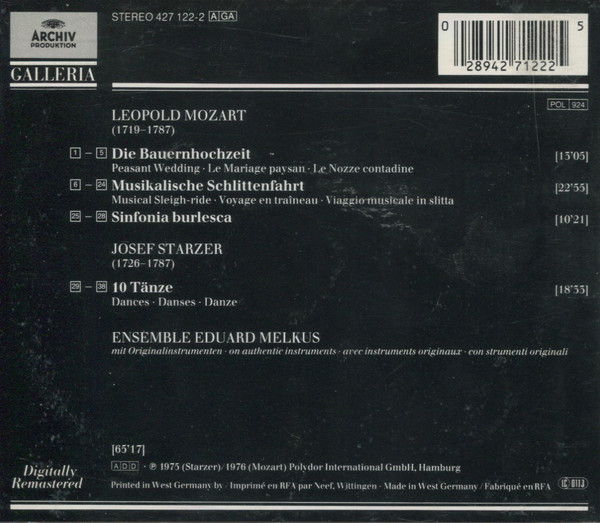 ARCHIV
PRODUKTION
GALLERIA
STEREO 427 122-2 A GA
0 28942 71222 5
POL 924
LEOPOLD MOZART
(1719–1787)
1 – 5 Die Bauernhochzeit [13'05]
Peasant Wedding · Le Mariage paysan · Le Nozze contadine
6 – 24 Musikalische Schlittenfahrt [22'55]
Musical Sleigh-ride · Voyage en traîneau · Viaggio musicale in slitta
25 – 28 Sinfonia burlesca [10'21]
JOSEF STARZER
(1726–1787)
29 – 38 10 Tänze [18'33]
Dances · Danses · Danze
ENSEMBLE EDUARD MELKUS
mit Originalinstrumenten · on authentic instruments · avec instruments originaux · con strumenti originali
[65'17]
ADD · ℗ 1975 (Starzer) / 1976 (Mozart) Polydor International GmbH, Hamburg
Digitally
Remastered
Printed in West Germany by / Imprimé en RFA par Neef, Wittingen · Made in West Germany / Fabriqué en RFA